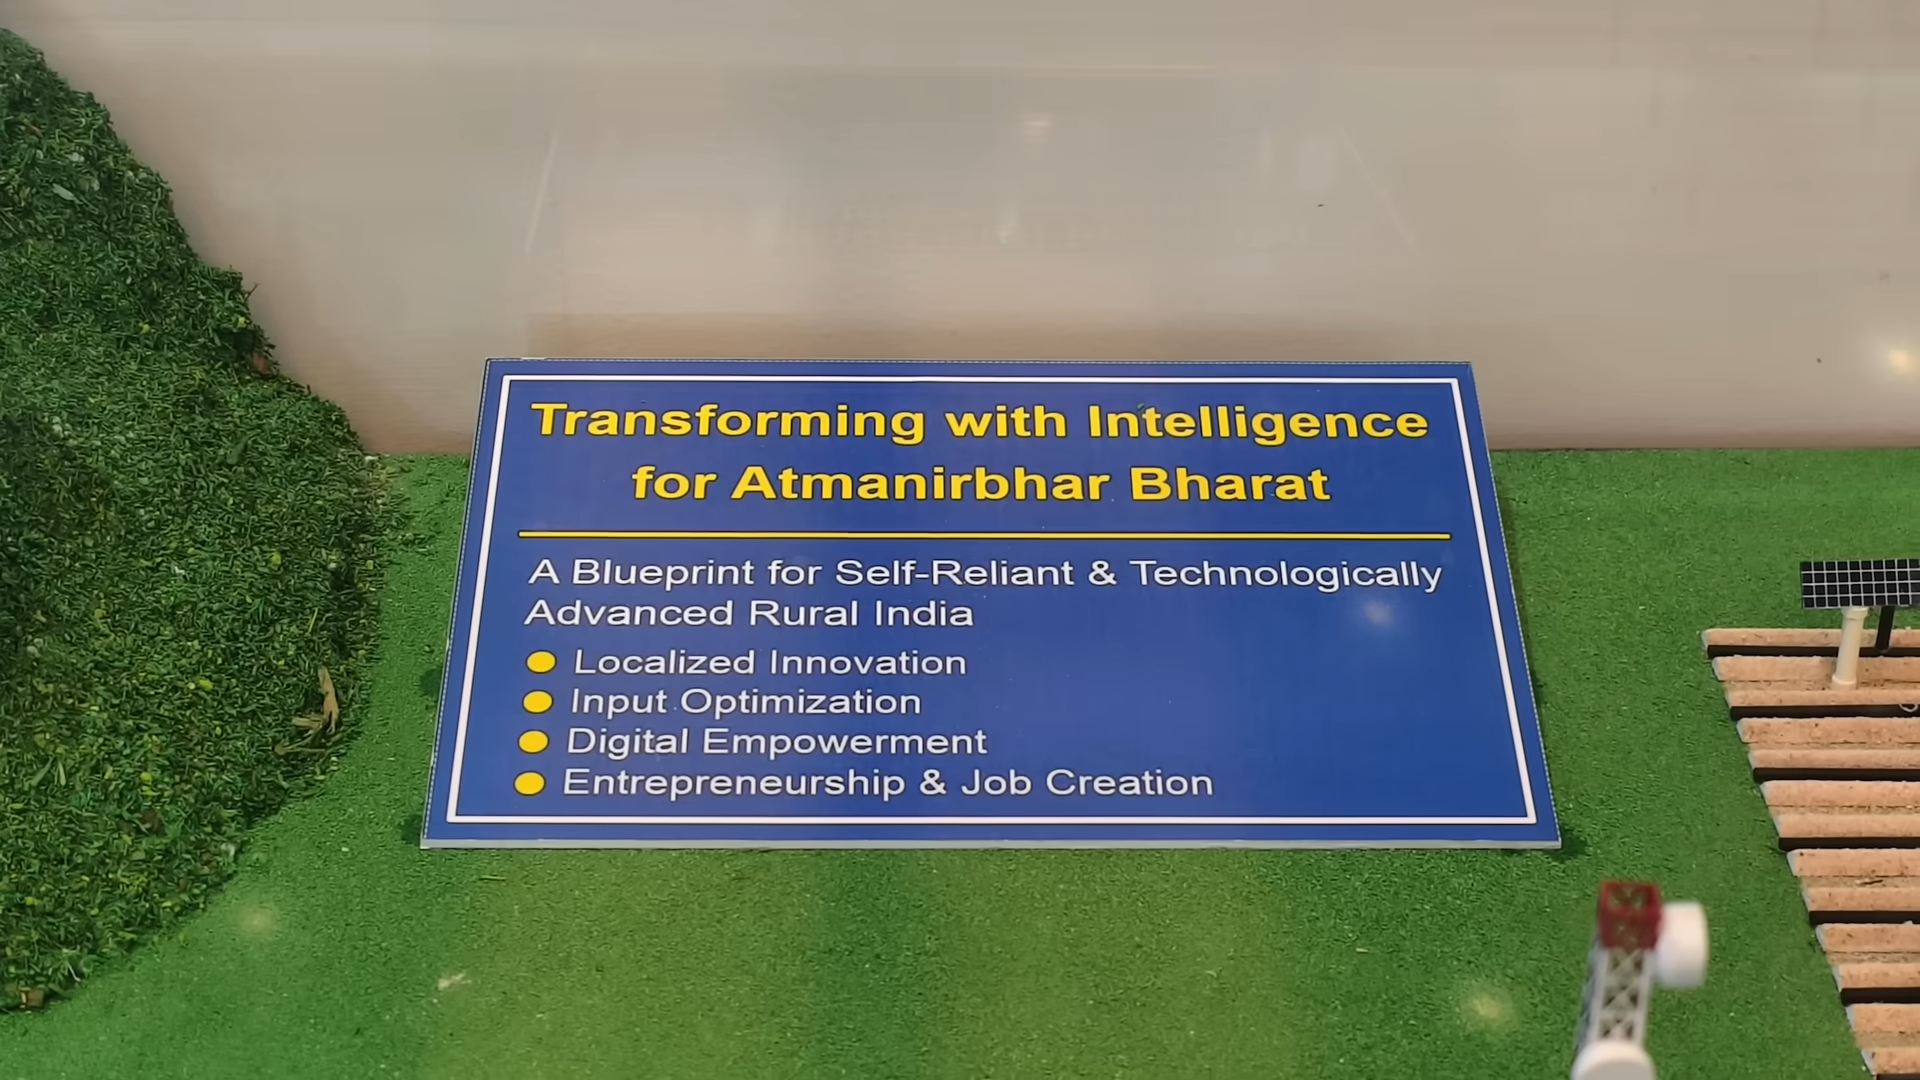 Transforming with Intelligence
for Atmanirbhar Bharat
A Blueprint for Self-Reliant & Technologically
Advanced Rural India
Localized Innovation
Input Optimization
Digital Empowerment
Entrepreneurship & Job Creation